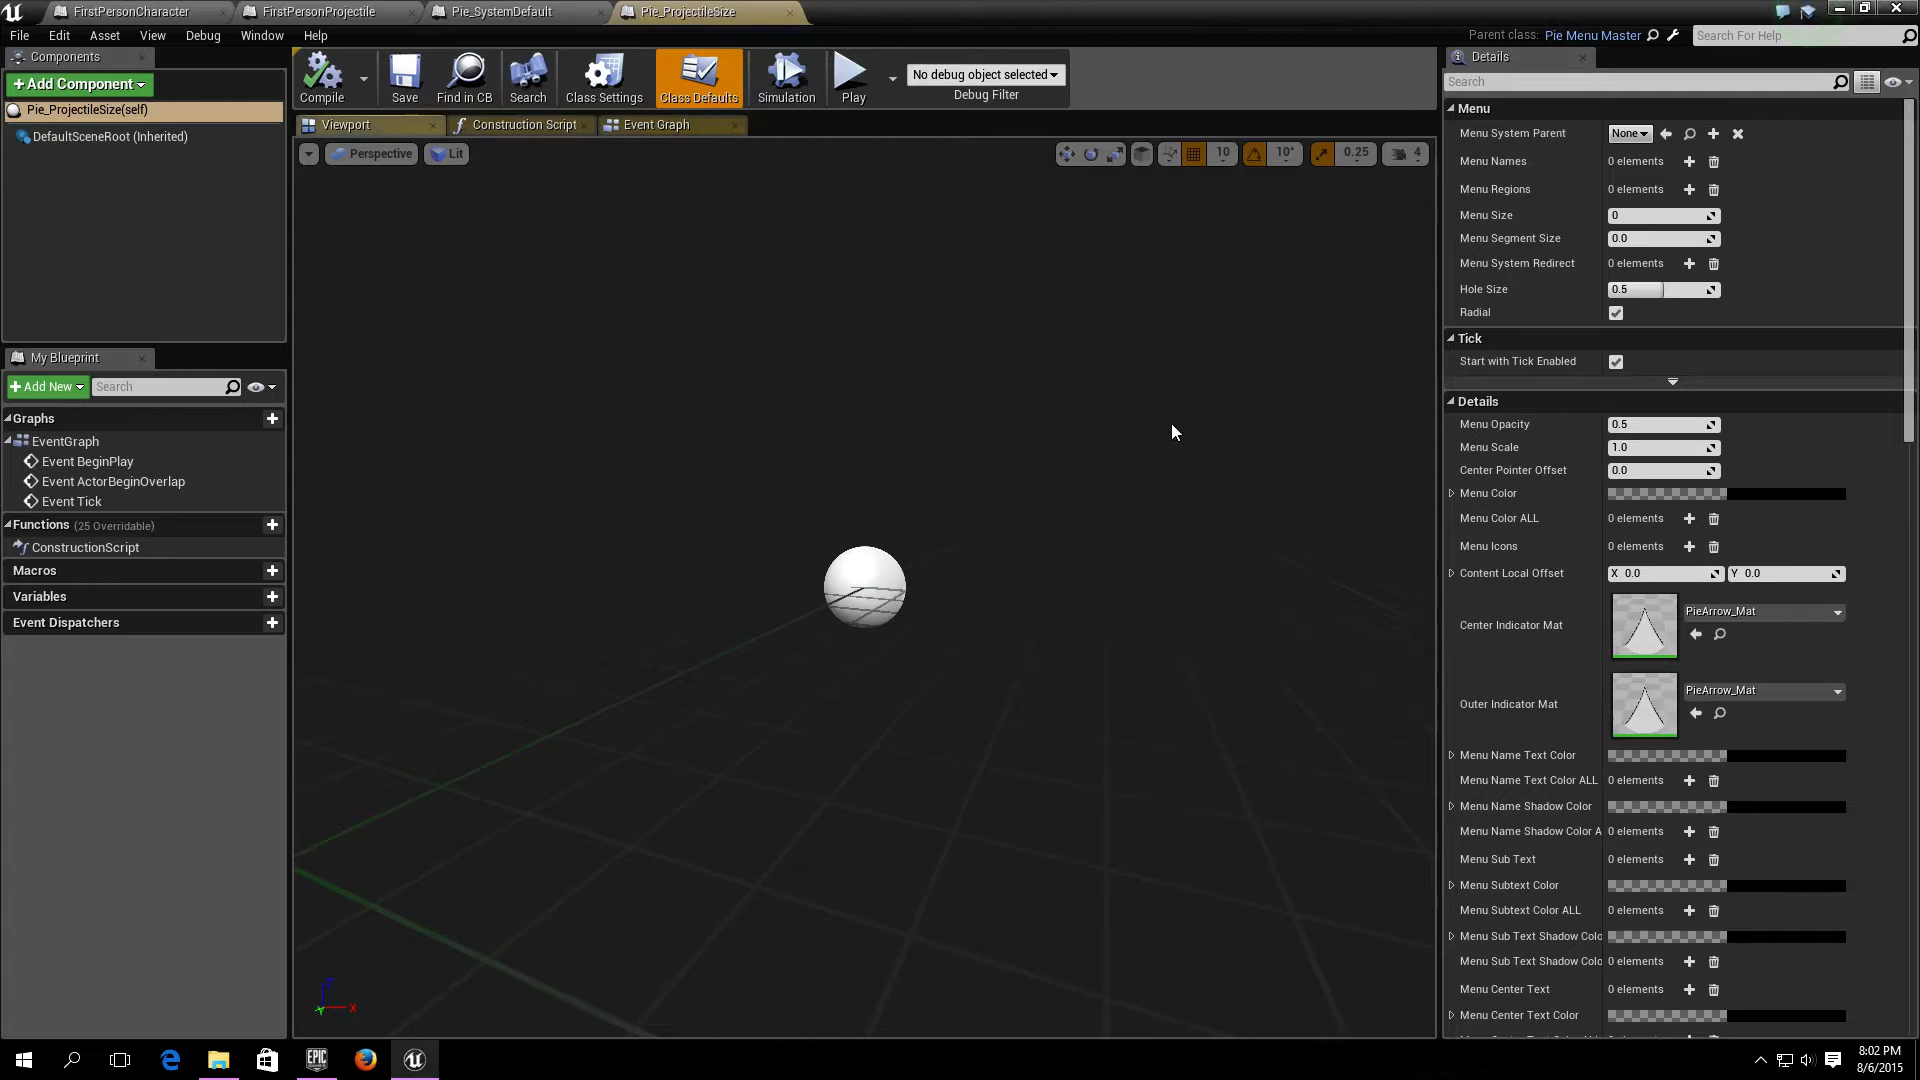 FirstPersonCharacter
FirstPersonProjectile
Pie_SystemDefault
Pie_ProjectileSize
File Edit Asset View Debug Window Help
Parent class: Pie Menu Master
Search For Help
Components
+Add Component
Pie_ProjectileSize(self)
DefaultSceneRoot (Inherited)
My Blueprint
+Add New
Search
Graphs
EventGraph
Event BeginPlay
Event ActorBeginOverlap
Event Tick
Functions (25 Overridable)
ConstructionScript
Macros
Variables
Event Dispatchers
Compile
Save
Find in CB
Search
Class Settings
Class Defaults
Simulation
Play
No debug object selected
Debug Filter
Viewport
Construction Script
Event Graph
Perspective
Lit
10
10°
0.25
4
Z
X
Y
Details
Search
Menu
Menu System Parent None
Menu Names 0 elements
Menu Regions 0 elements
Menu Size 0
Menu Segment Size 0.0
Menu System Redirect 0 elements
Hole Size 0.5
Radial
Tick
Start with Tick Enabled
Details
Menu Opacity 0.5
Menu Scale 1.0
Center Pointer Offset 0.0
Menu Color
Menu Color ALL 0 elements
Menu Icons 0 elements
Content Local Offset X 0.0 Y 0.0
Center Indicator Mat PieArrow_Mat
Outer Indicator Mat PieArrow_Mat
Menu Name Text Color
Menu Name Text Color ALL 0 elements
Menu Name Shadow Color
Menu Name Shadow Color A 0 elements
Menu Sub Text 0 elements
Menu Subtext Color
Menu Subtext Color ALL 0 elements
Menu Sub Text Shadow Colo
Menu Sub Text Shadow Colo 0 elements
Menu Center Text 0 elements
Menu Center Text Color
EPIC
8:02 PM
8/6/2015